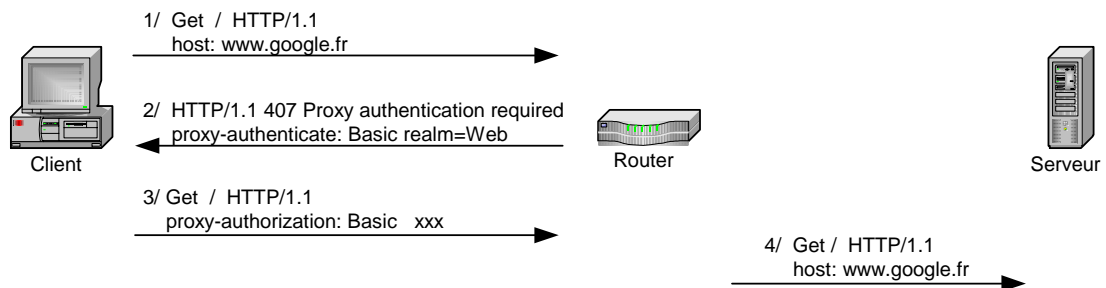 1/ Get / HTTP/1.1
host: www.google.fr
2/ HTTP/1.1 407 Proxy authentication required
proxy-authenticate: Basic realm=Web
Client
Router
Serveur
3/ Get / HTTP/1.1
proxy-authorization: Basic xxx
4/ Get / HTTP/1.1
host: www.google.fr